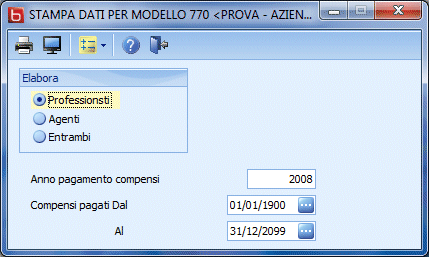 STAMPA DATI PER MODELLO 770 <PROVA - AZIEN...
Elabora
Professionsti
Agenti
Entrambi
Anno pagamento compensi 2008
Compensi pagati Dal 01/01/1900
Al 31/12/2099